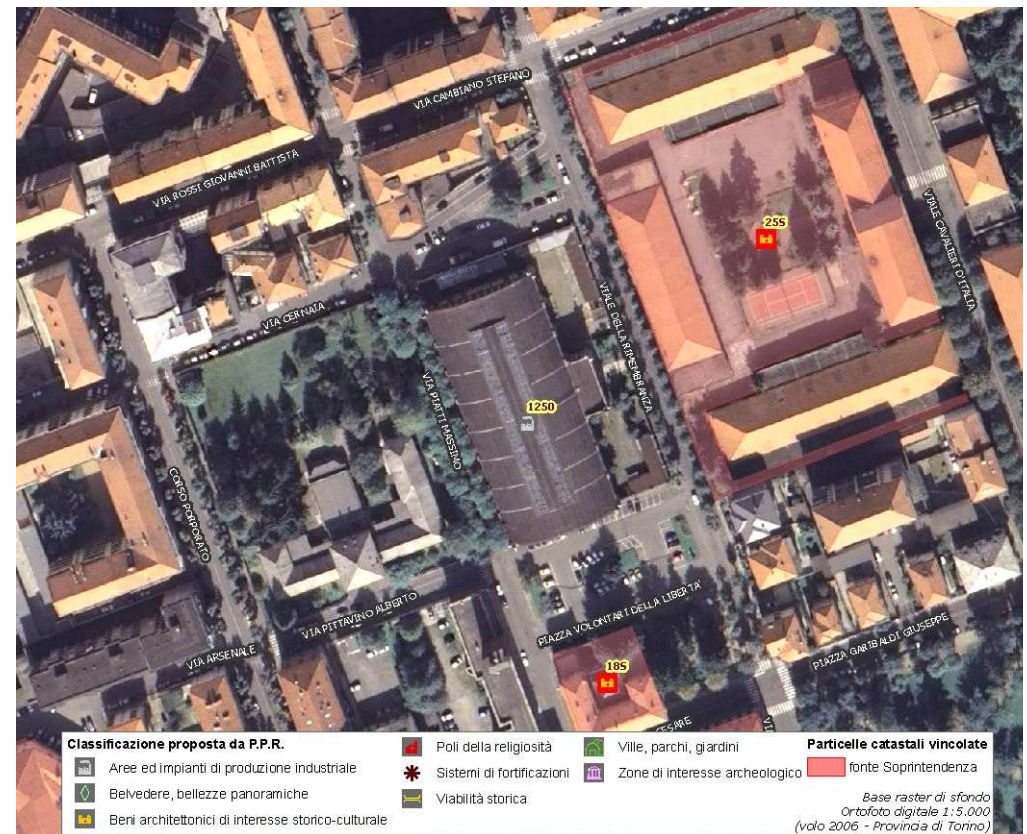 VIA CAMBIANO STEFANO
VIA ROSSI GIOVANNI BATTISTA
VIALE CAVALIERI D'ITALIA
255
VIA CERNAIA
VIALE DELLA RIMEMBRANZA
VIA PIATTI MASSIMO
1250
CORSO PORPORATO
VIA PITTAVINO ALBERTO
PIAZZA VOLONTARI DELLA LIBERTA'
VIA ARSENALE
PIAZZA GARIBALDI GIUSEPPE
185
CESARE
Classificazione proposta da P.P.R.
Aree ed impianti di produzione industriale
Belvedere, bellezze panoramiche
Beni architettonici di interesse storico-culturale
Poli della religiosità
Sistemi di fortificazioni
Viabilità storica
Ville, parchi, giardini
Zone di interesse archeologico
Particelle catastali vincolate
fonte Soprintendenza
Base raster di sfondo
Ortofoto digitale 1:5.000
(volo 2006 - Provincia di Torino)